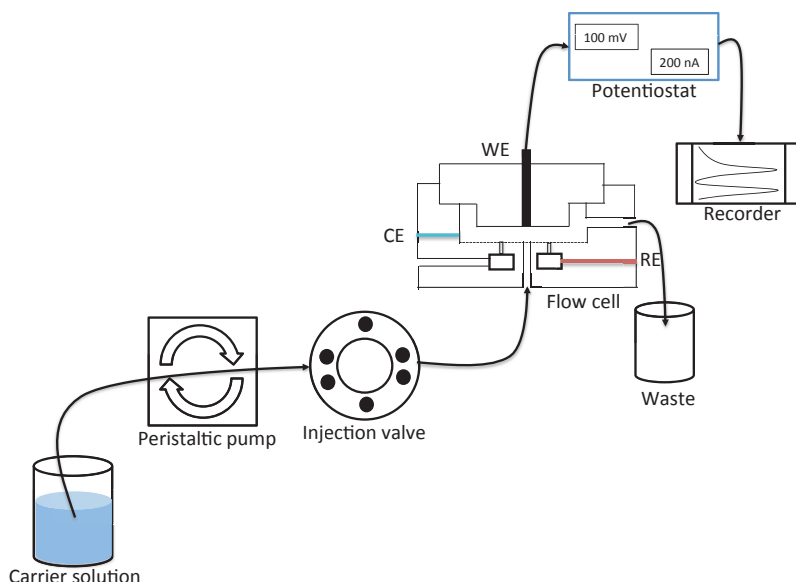 100 mV
200 nA
Potentiostat
WE
Recorder
CE
RE
Flow cell
Waste
Peristaltic pump
Injection valve
Carrier solution